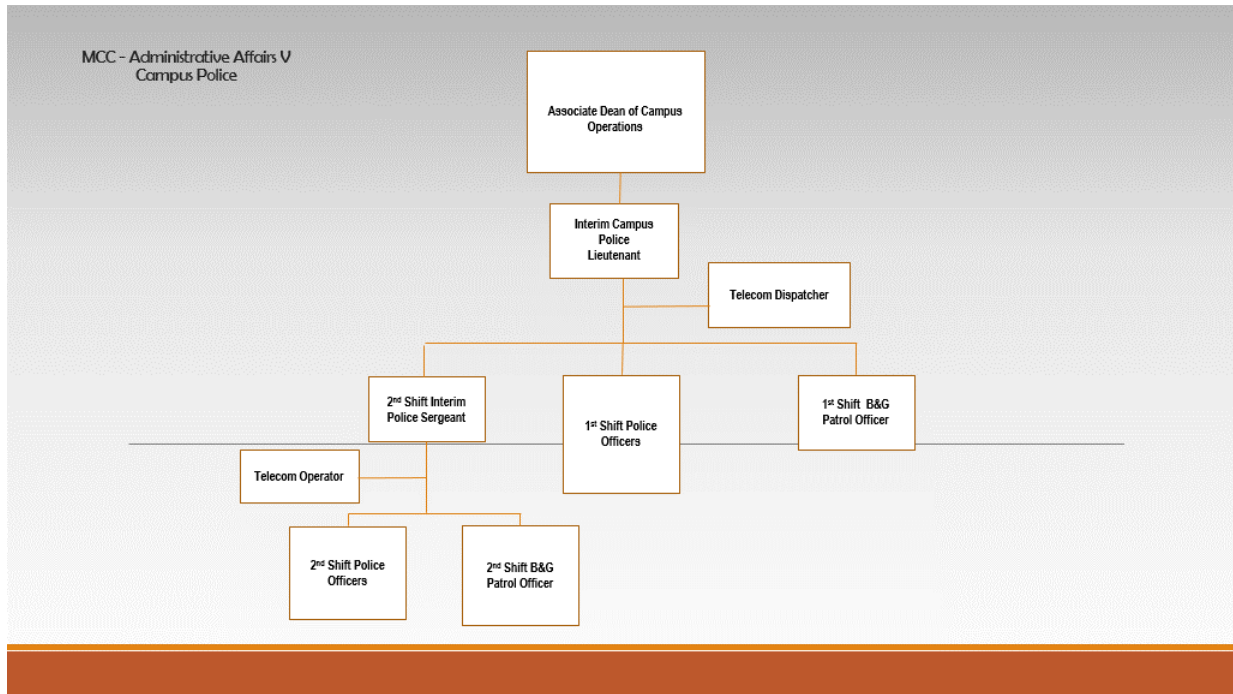 MCC - Administrative Affairs V
Campus Police
Associate Dean of Campus
Operations
Interim Campus
Police
Lieutenant
Telecom Dispatcher
2nd Shift Interim
Police Sergeant
1st Shift Police
Officers
1st Shift B&G
Patrol Officer
Telecom Operator
2nd Shift Police
Officers
2nd Shift B&G
Patrol Officer